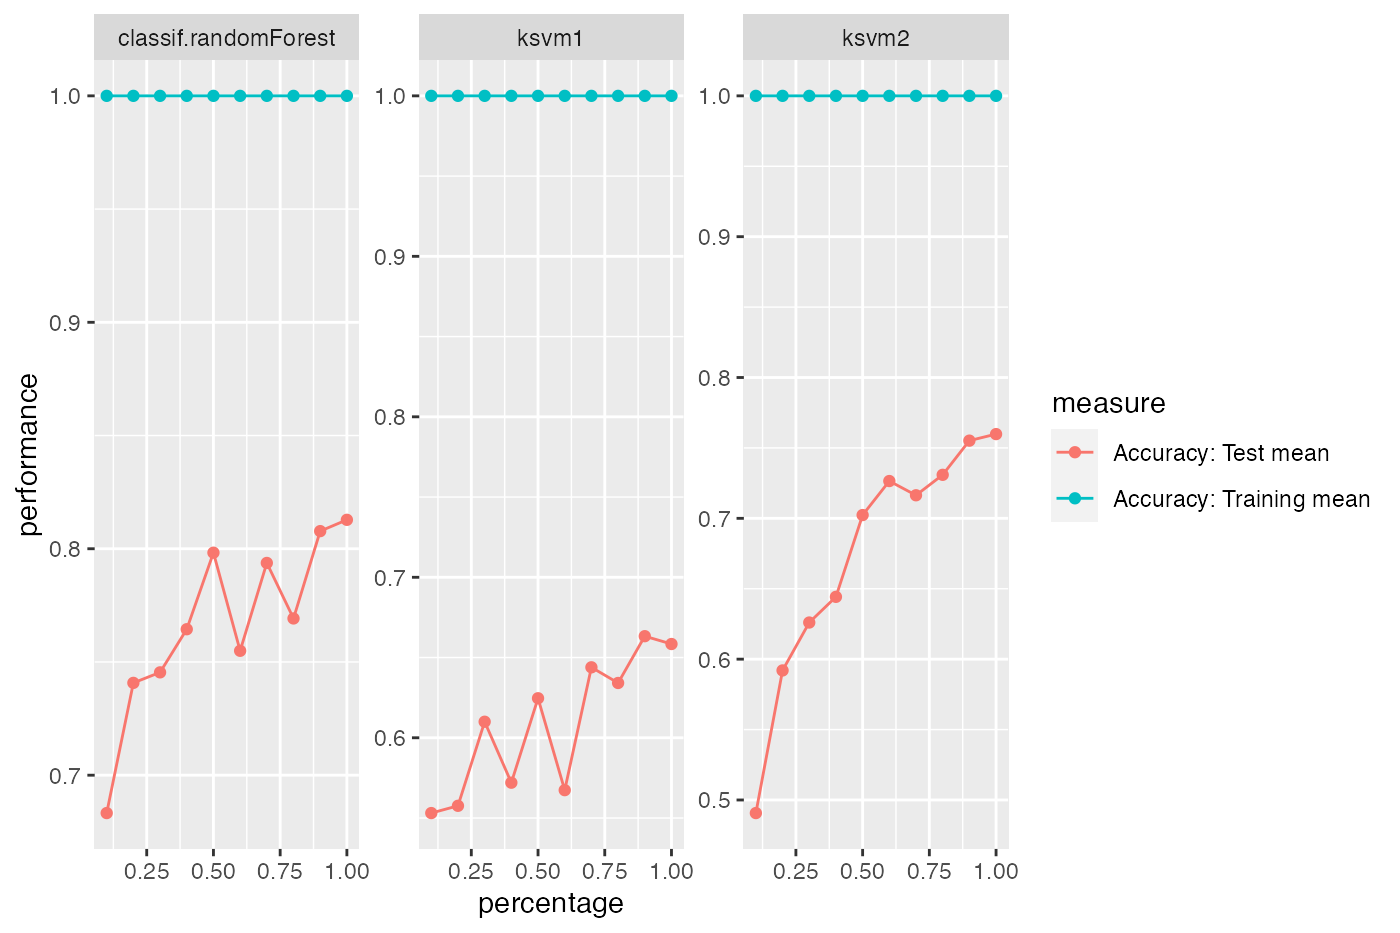 classif.randomForest
ksvm1
ksvm2
performance
1.0
0.9
0.8
0.7
1.0
0.9
0.8
0.7
0.6
1.0
0.9
0.8
0.7
0.6
0.5
0.25 0.50 0.75 1.00
0.25 0.50 0.75 1.00
0.25 0.50 0.75 1.00
percentage
measure
Accuracy: Test mean
Accuracy: Training mean